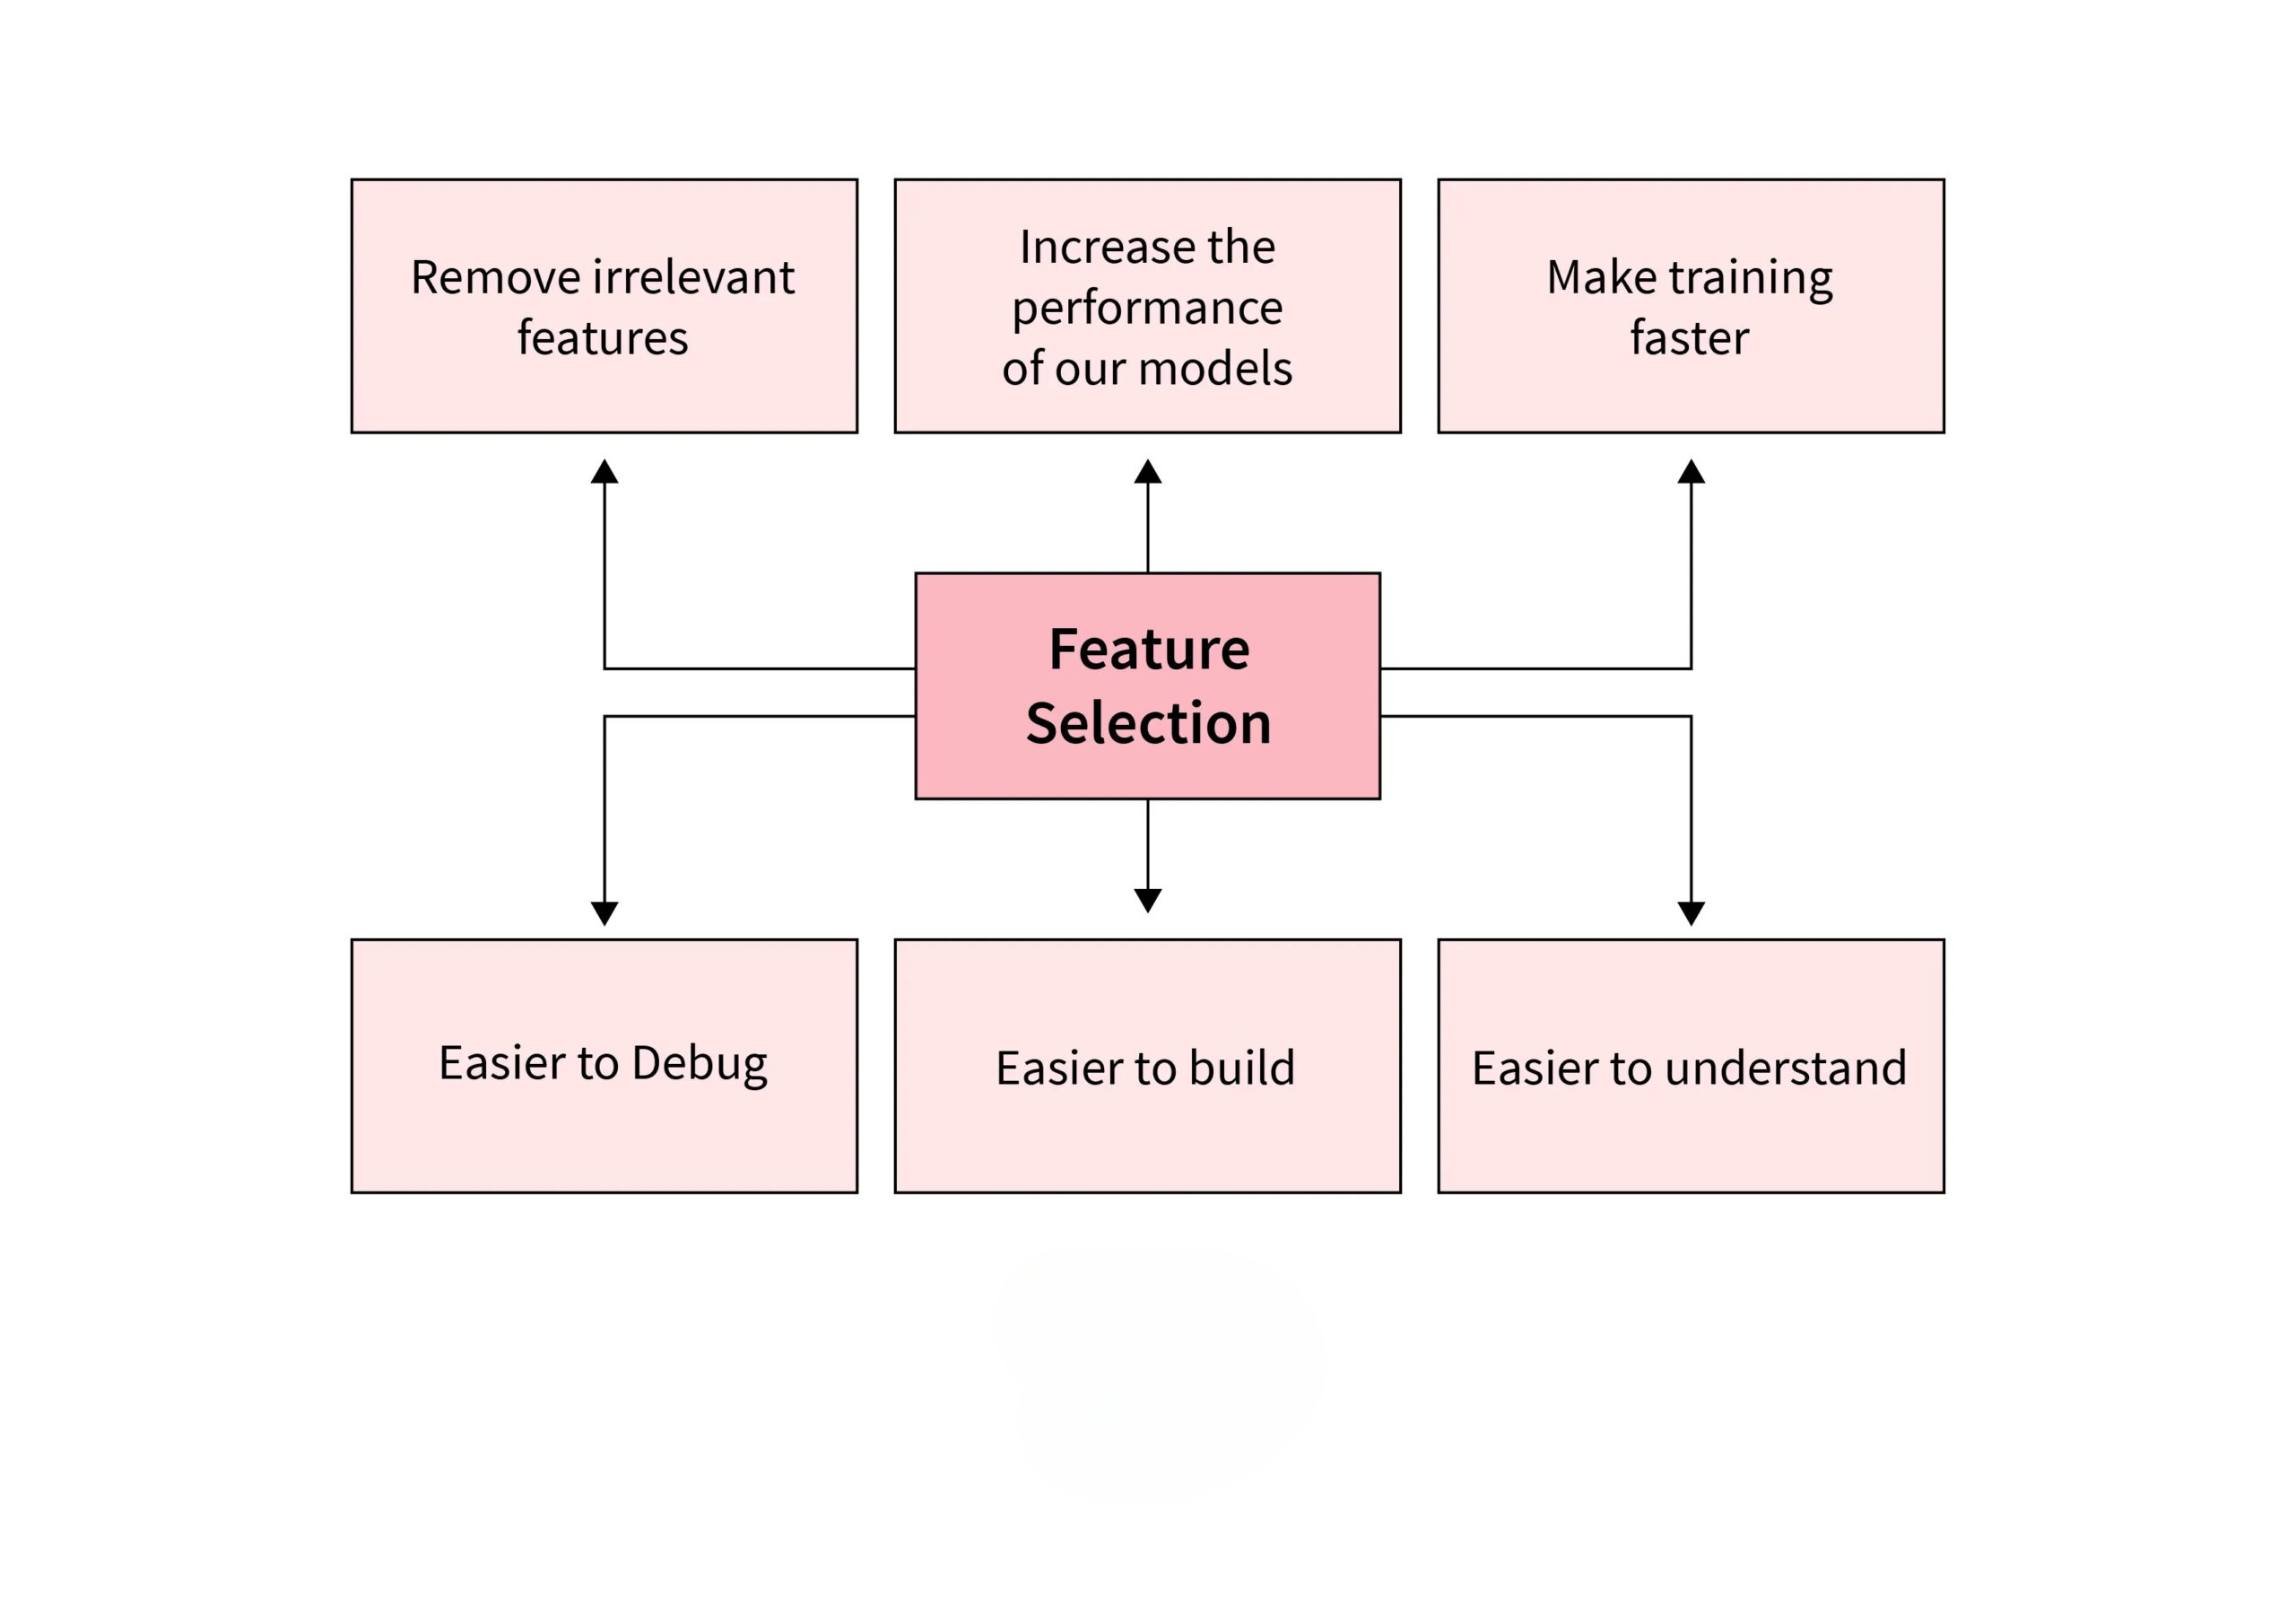 Remove irrelevant
features
Increase the
performance
of our models
Make training
faster
Feature
Selection
Easier to Debug
Easier to build
Easier to understand